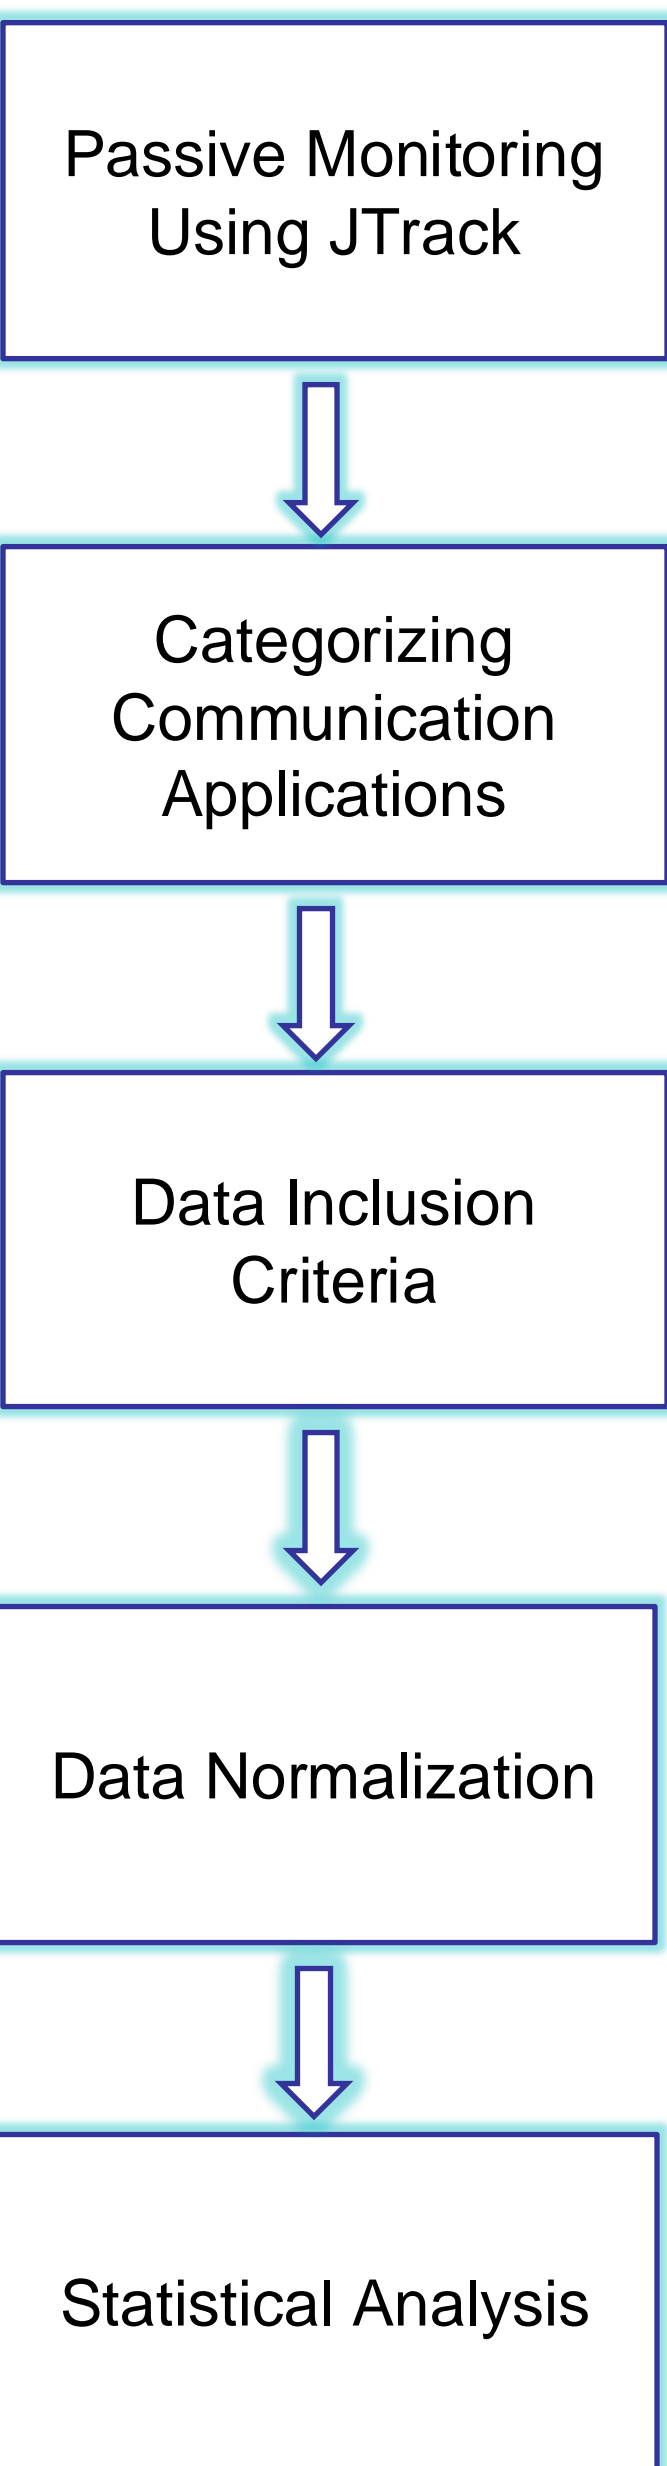 Passive Monitoring
Using JTrack
Categorizing
Communication
Applications
Data Inclusion
Criteria
Data Normalization
Statistical Analysis